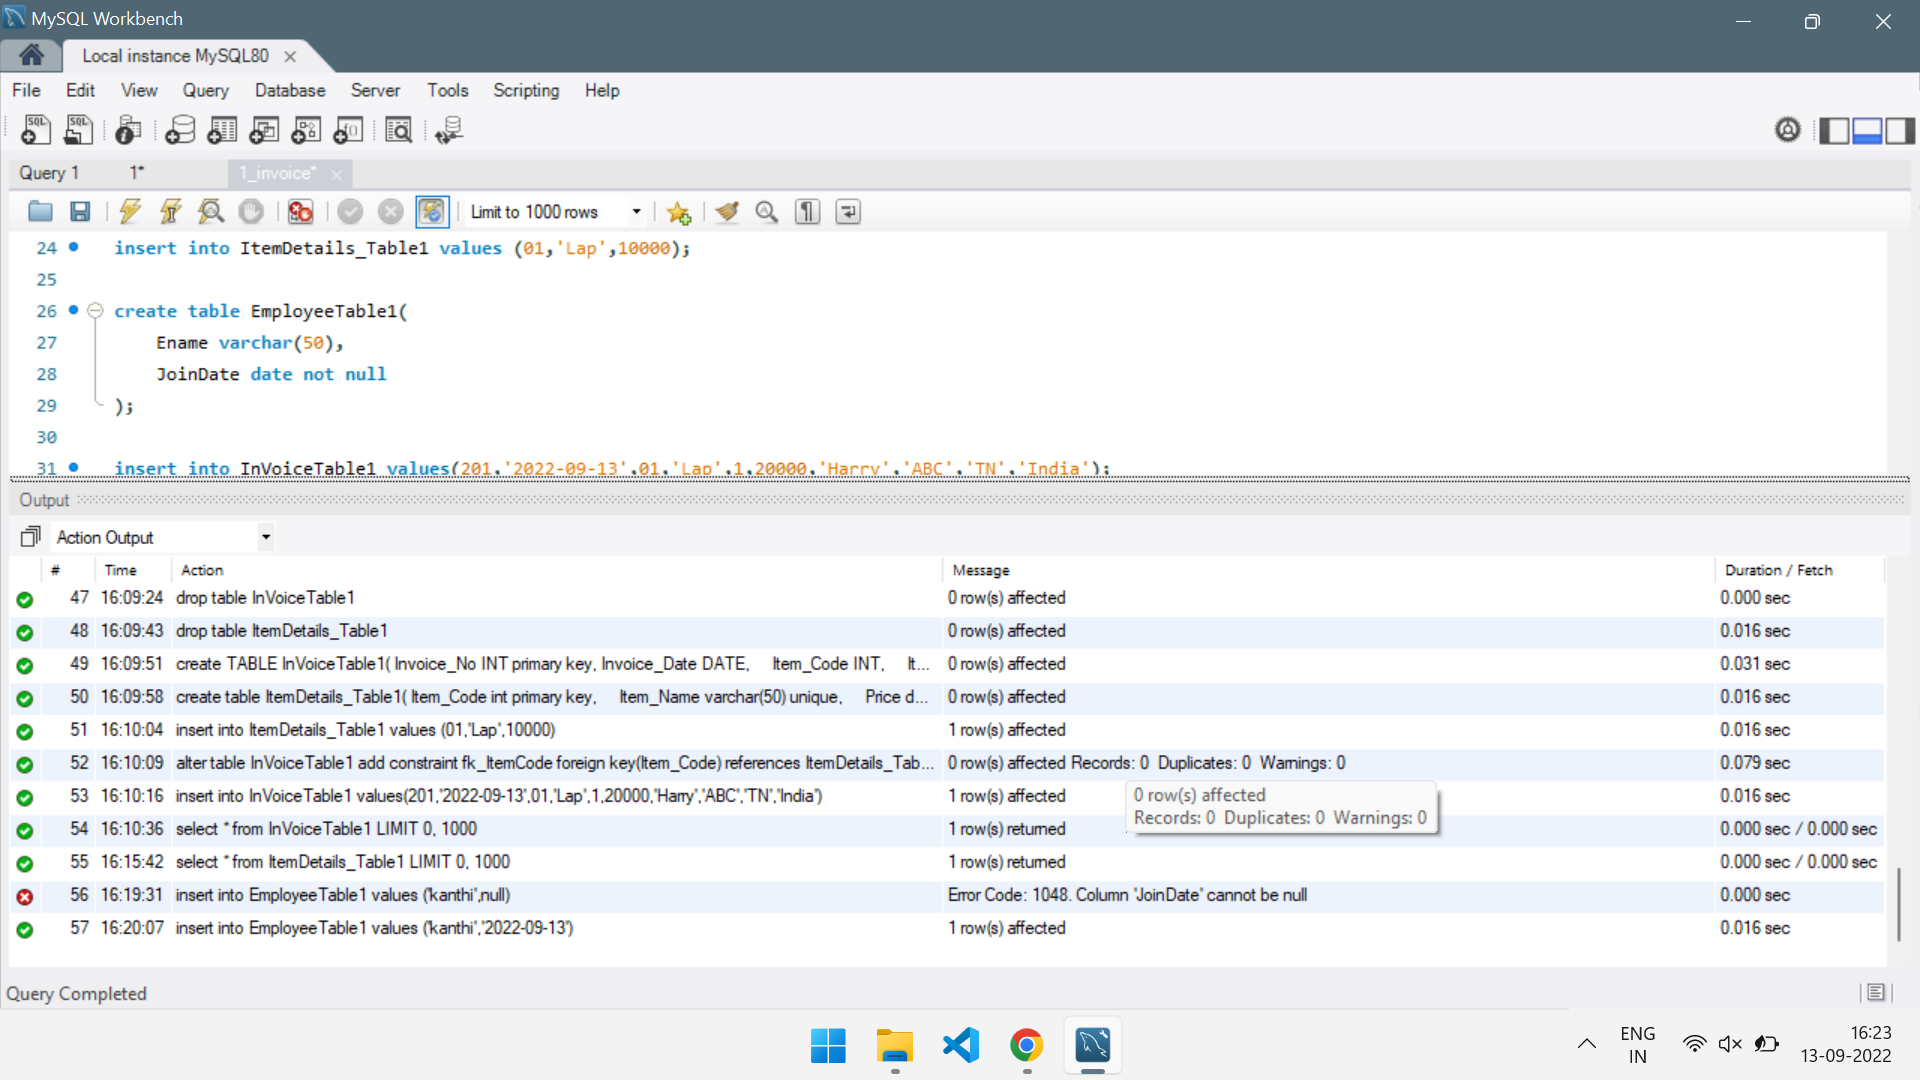 MySQL Workbench
Local instance MySQL80
File Edit View Query Database Server Tools Scripting Help
Query 1 1* 1_invoice*
Limit to 1000 rows
24 insert into ItemDetails_Table1 values (01,'Lap',10000);
25
26 create table EmployeeTable1(
27 Ename varchar(50),
28 JoinDate date not null
29 );
30
31 insert into InVoiceTable1 values(201,'2022-09-13',01,'Lap',1,20000,'Harry','ABC','TN','India');
Output
Action Output
# Time Action Message Duration / Fetch
47 16:09:24 drop table InVoiceTable1 0 row(s) affected 0.000 sec
48 16:09:43 drop table ItemDetails_Table1 0 row(s) affected 0.016 sec
49 16:09:51 create TABLE InVoiceTable1( Invoice_No INT primary key, Invoice_Date DATE, Item_Code INT, It... 0 row(s) affected 0.031 sec
50 16:09:58 create table ItemDetails_Table1( Item_Code int primary key, Item_Name varchar(50) unique, Price d... 0 row(s) affected 0.016 sec
51 16:10:04 insert into ItemDetails_Table1 values (01,'Lap',10000) 1 row(s) affected 0.016 sec
52 16:10:09 alter table InVoiceTable1 add constraint fk_ItemCode foreign key(Item_Code) references ItemDetails_Tab... 0 row(s) affected Records: 0 Duplicates: 0 Warnings: 0 0.079 sec
53 16:10:16 insert into InVoiceTable1 values(201,'2022-09-13',01,'Lap',1,20000,'Harry','ABC','TN','India') 1 row(s) affected 0.016 sec
0 row(s) affected
Records: 0 Duplicates: 0 Warnings: 0
54 16:10:36 select * from InVoiceTable1 LIMIT 0, 1000 1 row(s) returned 0.000 sec / 0.000 sec
55 16:15:42 select * from ItemDetails_Table1 LIMIT 0, 1000 1 row(s) returned 0.000 sec / 0.000 sec
56 16:19:31 insert into EmployeeTable1 values ('kanthi',null) Error Code: 1048. Column 'JoinDate' cannot be null 0.000 sec
57 16:20:07 insert into EmployeeTable1 values ('kanthi','2022-09-13') 1 row(s) affected 0.016 sec
Query Completed
ENG
IN
16:23
13-09-2022